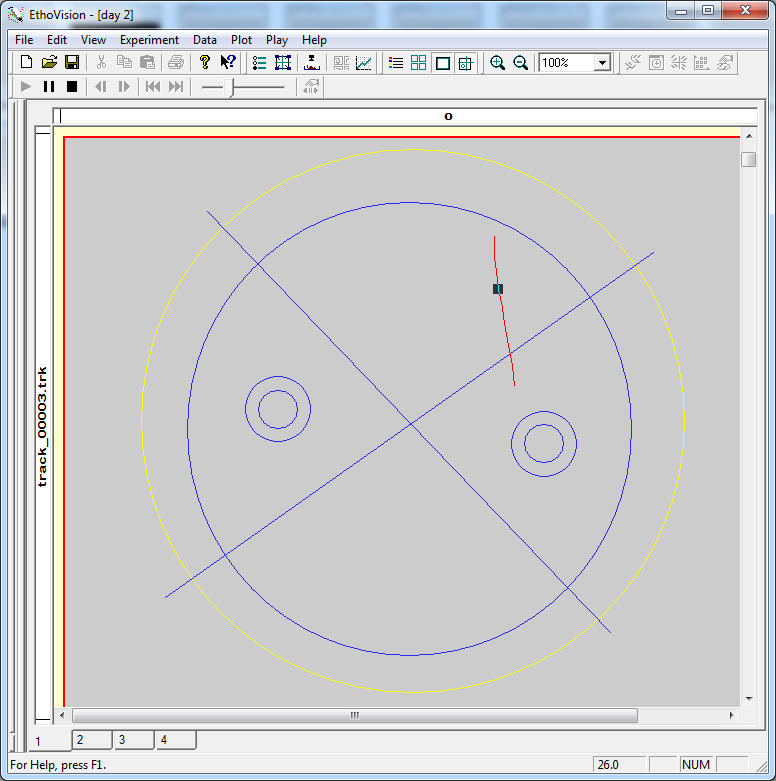 EthoVision - [day 2]
File Edit View Experiment Data Plot Play Help
100%
o
track_00003.trk
1 2 3 4
For Help, press F1.
26.0 NUM